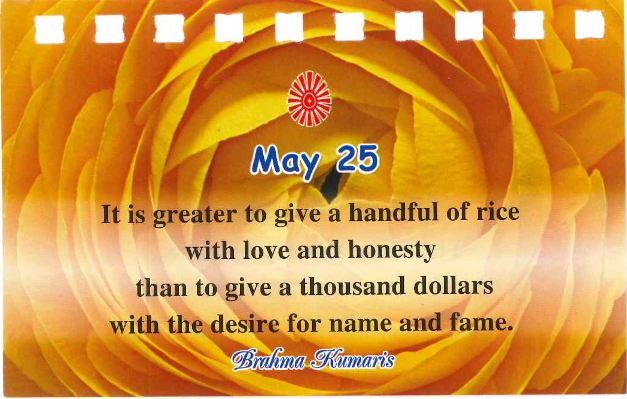 May 25
It is greater to give a handful of rice
with love and honesty
than to give a thousand dollars
with the desire for name and fame.
Brahma Kumaris